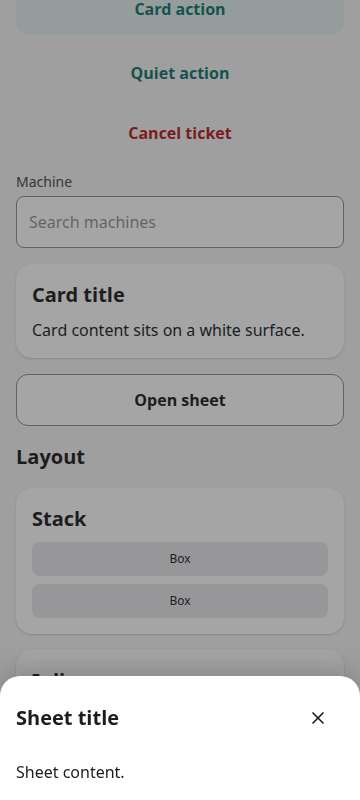 Card action
Quiet action
Cancel ticket
Machine
Search machines
Card title
Card content sits on a white surface.
Open sheet
Layout
Stack
Box
Box
Sheet title
Sheet content.